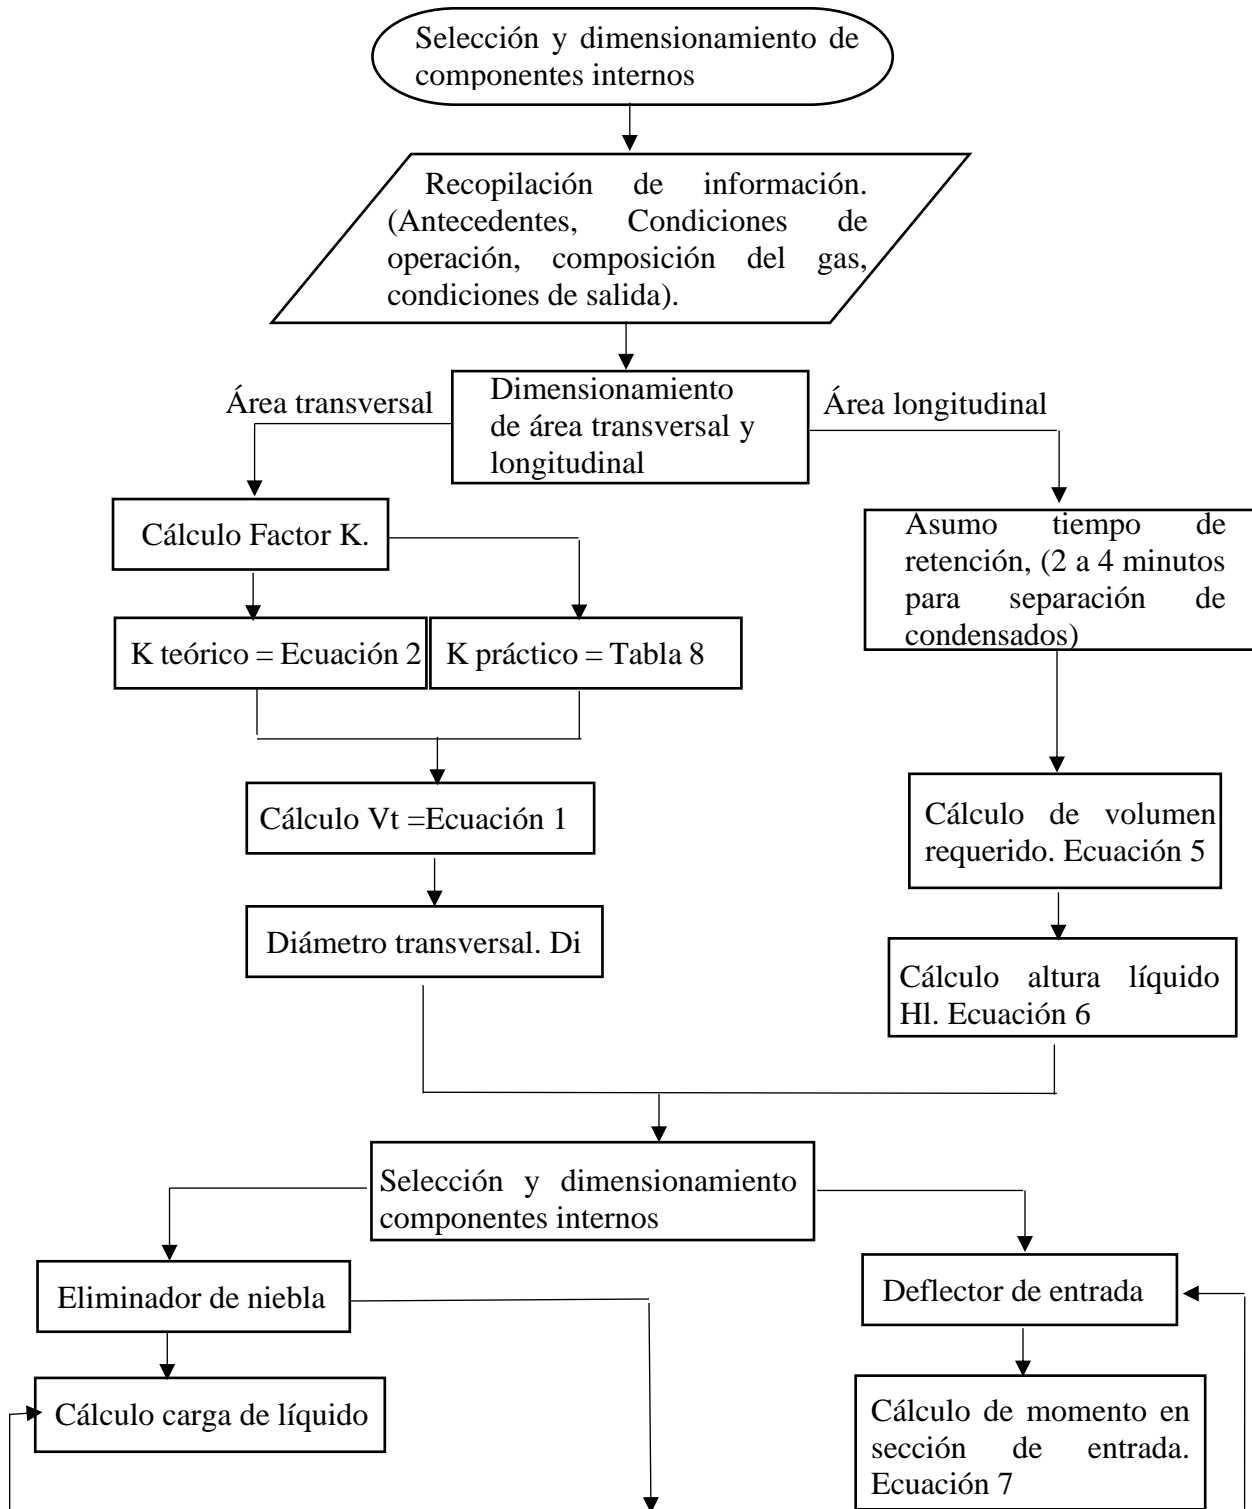 Selección y dimensionamiento de
componentes internos
Recopilación de información.
(Antecedentes, Condiciones de
operación, composición del gas,
condiciones de salida).
Área transversal
Dimensionamiento
de área transversal y
longitudinal
Área longitudinal
Cálculo Factor K.
Asumo tiempo de
retención, (2 a 4 minutos
para separación de
condensados)
K teórico = Ecuación 2
K práctico = Tabla 8
Cálculo Vt =Ecuación 1
Cálculo de volumen
requerido. Ecuación 5
Diámetro transversal. Di
Cálculo altura líquido
Hl. Ecuación 6
Selección y dimensionamiento
componentes internos
Eliminador de niebla
Deflector de entrada
Cálculo carga de líquido
Cálculo de momento en
sección de entrada.
Ecuación 7